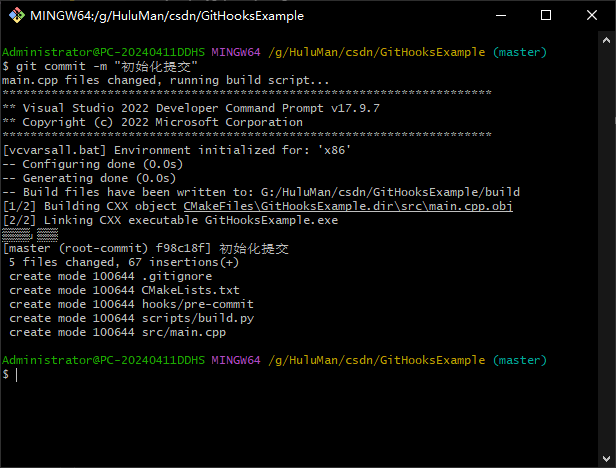 MINGW64:/g/HuluMan/csdn/GitHooksExample
Administrator@PC-20240411DDHS MINGW64 /g/HuluMan/csdn/GitHooksExample (master)
$ git commit -m "初始化提交"
main.cpp files changed, running build script...
**********************************************************************
** Visual Studio 2022 Developer Command Prompt v17.9.7
** Copyright (c) 2022 Microsoft Corporation
**********************************************************************
[vcvarsall.bat] Environment initialized for: 'x86'
-- Configuring done (0.0s)
-- Generating done (0.0s)
-- Build files have been written to: G:/HuluMan/csdn/GitHooksExample/build
[1/2] Building CXX object CMakeFiles\GitHooksExample.dir\src\main.cpp.obj
[2/2] Linking CXX executable GitHooksExample.exe
[master (root-commit) f98c18f] 初始化提交
5 files changed, 67 insertions(+)
create mode 100644 .gitignore
create mode 100644 CMakeLists.txt
create mode 100644 hooks/pre-commit
create mode 100644 scripts/build.py
create mode 100644 src/main.cpp
Administrator@PC-20240411DDHS MINGW64 /g/HuluMan/csdn/GitHooksExample (master)
$